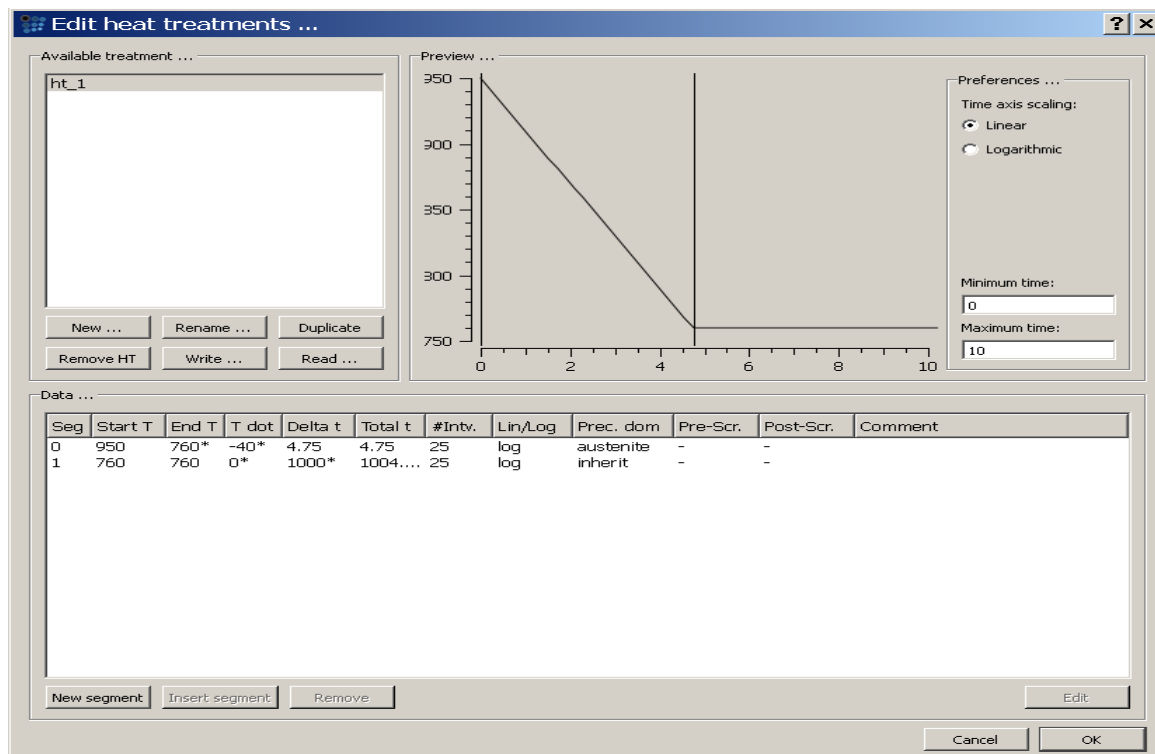 Edit heat treatments ...
Available treatment ...
ht_1
New ... Rename ... Duplicate
Remove HT Write ... Read ...
Preview ...
950
900
850
800
750
0 2 4 6 8 10
Preferences ...
Time axis scaling:
Linear
Logarithmic
Minimum time:
0
Maximum time:
10
Data ...
Seg Start T End T T dot Delta t Total t #Intv. Lin/Log Prec. dom Pre-Scr. Post-Scr. Comment
0 950 760* -40* 4.75 4.75 25 log austenite - -
1 760 760 0* 1000* 1004.... 25 log inherit - -
New segment Insert segment Remove Edit
Cancel OK